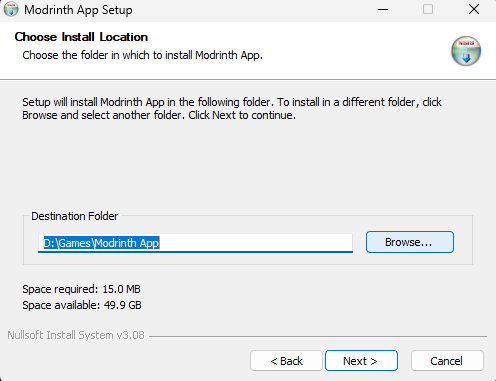 Modrinth App Setup
Choose Install Location
Choose the folder in which to install Modrinth App.
Setup will install Modrinth App in the following folder. To install in a different folder, click
Browse and select another folder. Click Next to continue.
Destination Folder
D:\Games\Modrinth App
Browse...
Space required: 15.0 MB
Space available: 49.9 GB
Nullsoft Install System v3.08
< Back
Next >
Cancel